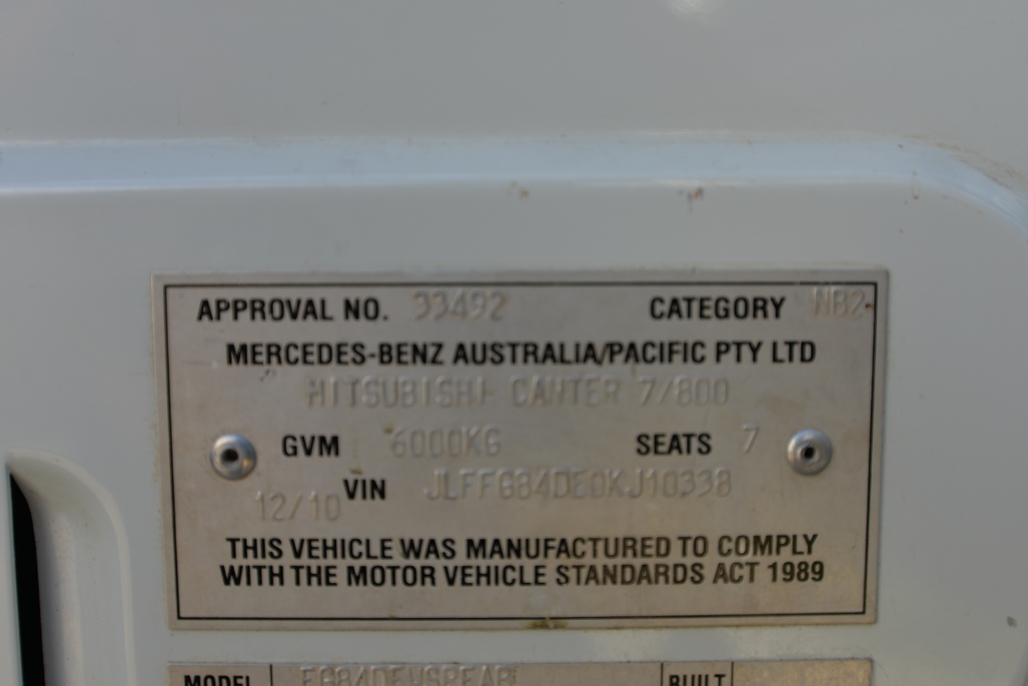 APPROVAL NO. 33492 CATEGORY NB2
MERCEDES-BENZ AUSTRALIA/PACIFIC PTY LTD
MITSUBISHI CANTER 7/800
GVM 6000KG SEATS 7
12/10 VIN JLFFG84DE0KJ10338
THIS VEHICLE WAS MANUFACTURED TO COMPLY
WITH THE MOTOR VEHICLE STANDARDS ACT 1989
MODEL BUILT